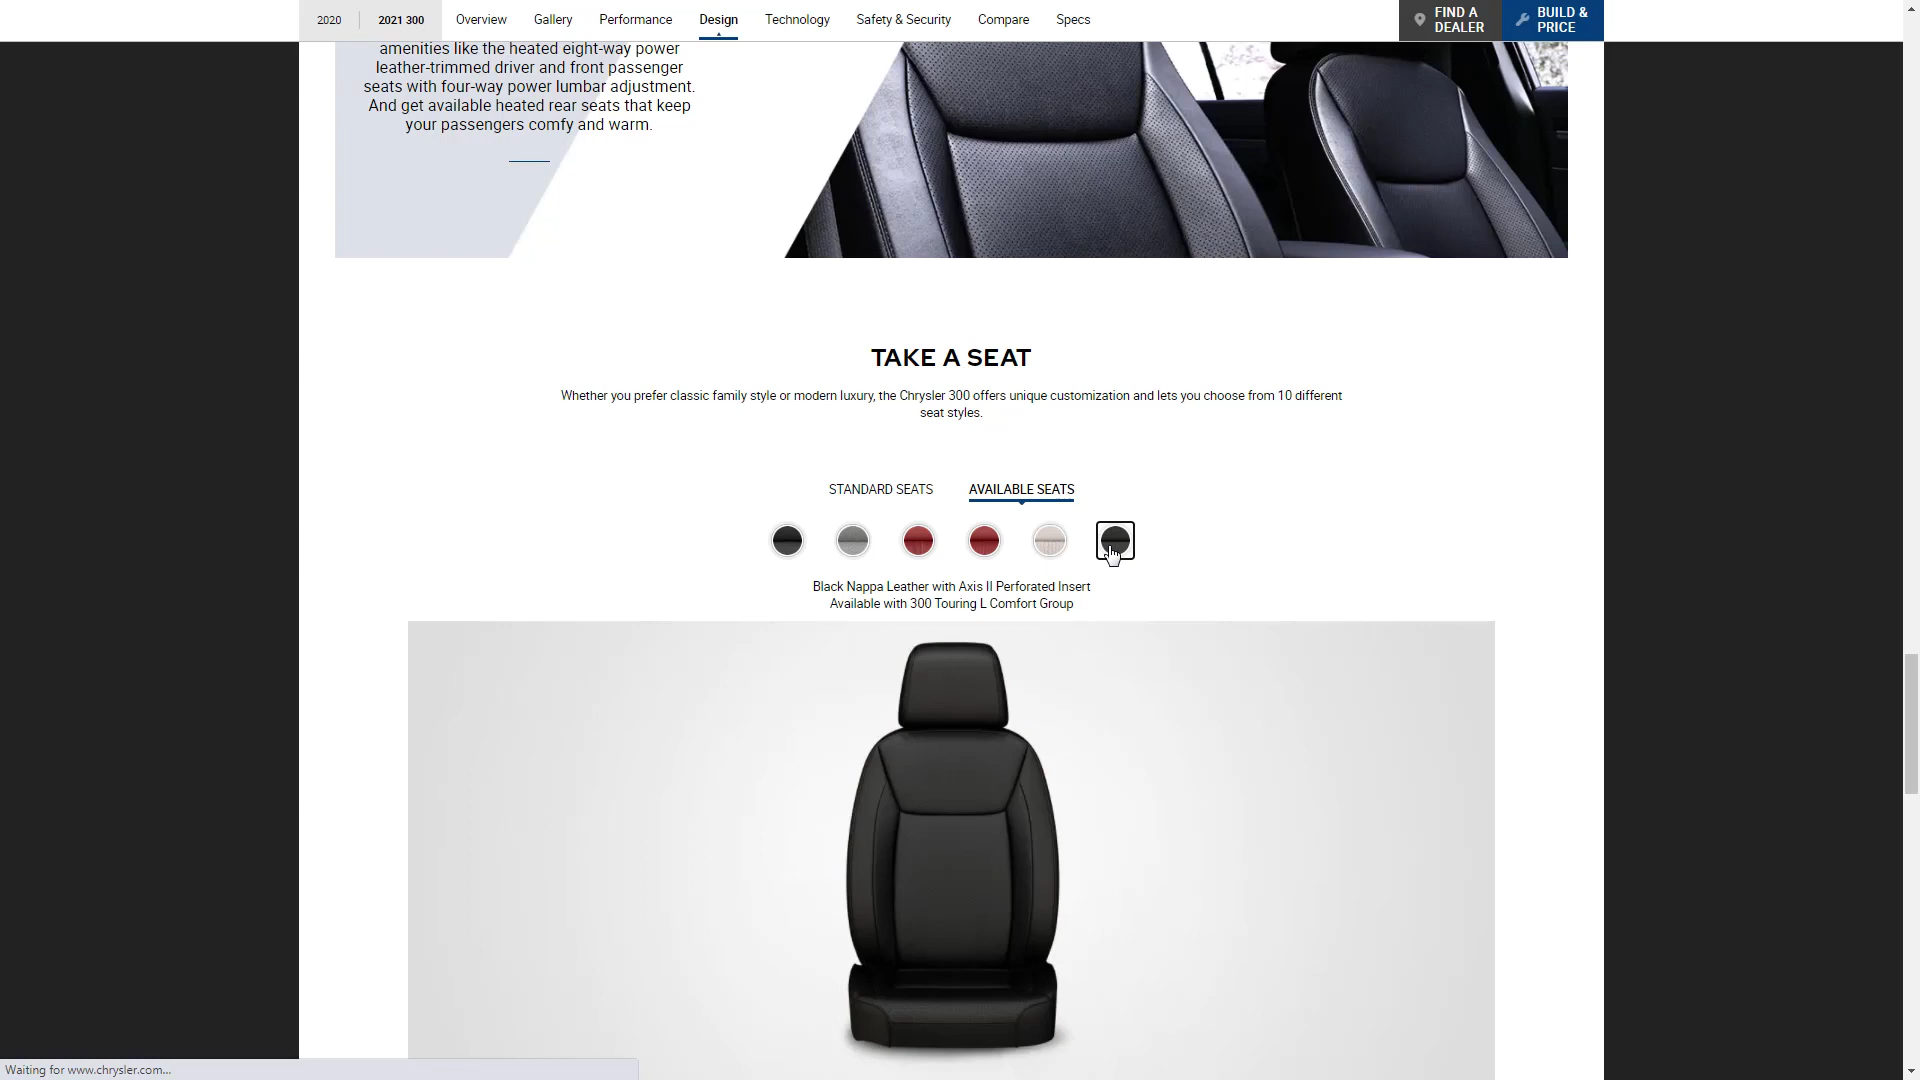 2020
2021 300
Overview
Gallery
Performance
Design
Technology
Safety & Security
Compare
Specs
FIND A
DEALER
BUILD &
PRICE
amenities like the heated eight-way power
leather-trimmed driver and front passenger
seats with four-way power lumbar adjustment.
And get available heated rear seats that keep
your passengers comfy and warm.
TAKE A SEAT
Whether you prefer classic family style or modern luxury, the Chrysler 300 offers unique customization and lets you choose from 10 different
seat styles.
STANDARD SEATS
AVAILABLE SEATS
Black Nappa Leather with Axis II Perforated Insert
Available with 300 Touring L Comfort Group
Waiting for www.chrysler.com...